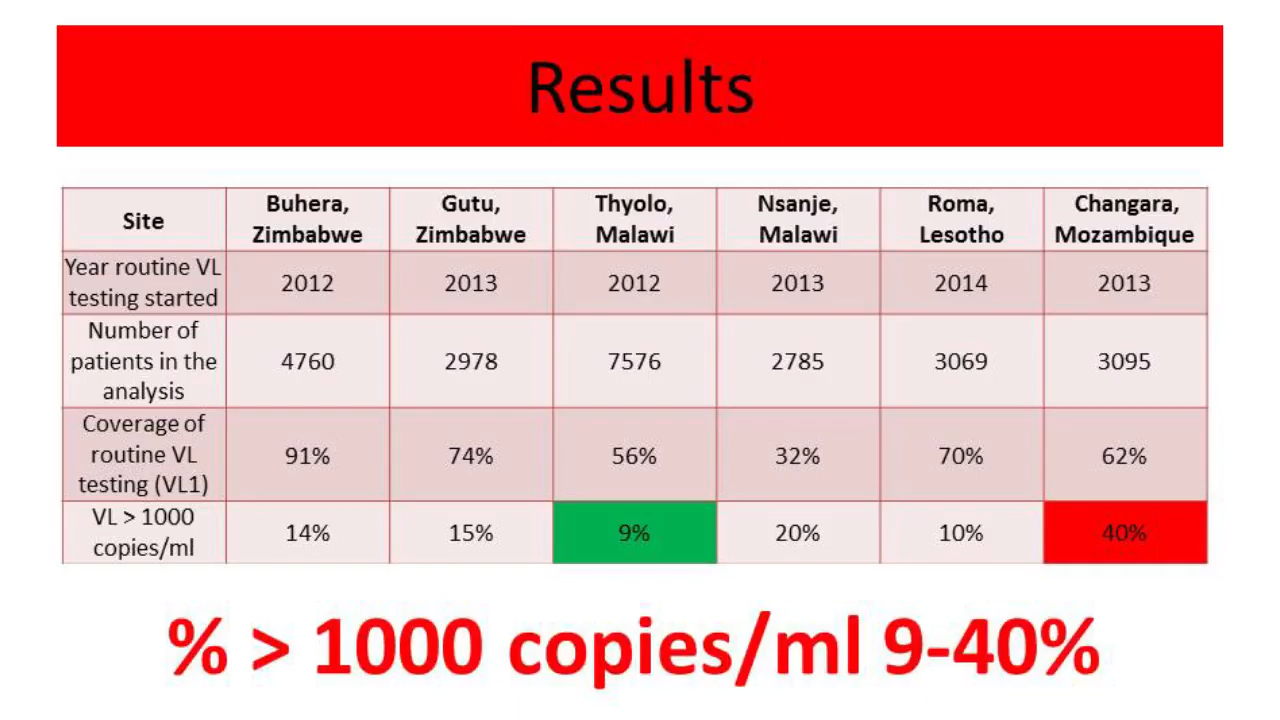 Results
Site
Buhera,
Zimbabwe
Gutu,
Zimbabwe
Thyolo,
Malawi
Nsanje,
Malawi
Roma,
Lesotho
Changara,
Mozambique
Year routine VL
testing started
2012
2013
2012
2013
2014
2013
Number of
patients in the
analysis
4760
2978
7576
2785
3069
3095
Coverage of
routine VL
testing (VL1)
91%
74%
56%
32%
70%
62%
VL > 1000
copies/ml
14%
15%
9%
20%
10%
40%
% > 1000 copies/ml 9-40%